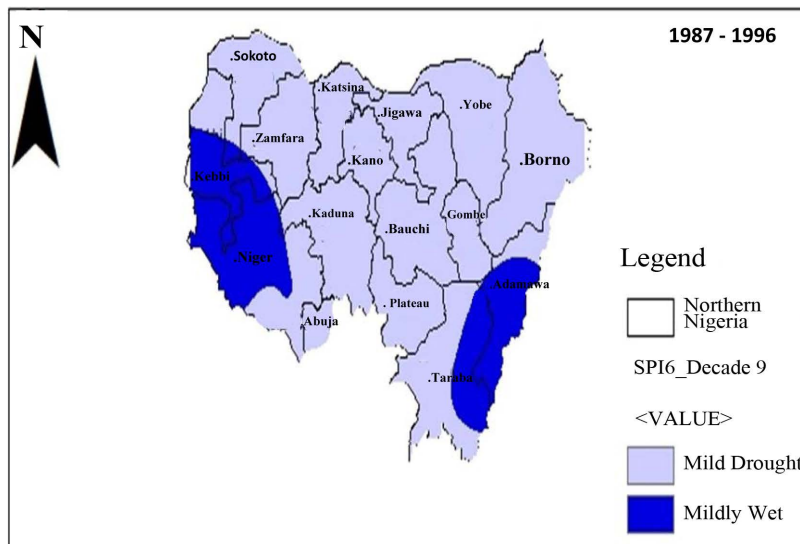 N
1987 - 1996
.Sokoto
.Katsina
.Jigawa
.Yobe
.Zamfara
.Kano
.Borno
Kebbi
.Kaduna
.Bauchi
Gombe
.Niger
.Adamawa
. Plateau
.Abuja
.Taraba
Legend
Northern
Nigeria
SPI6_Decade 9
<VALUE>
Mild Drought
Mildly Wet